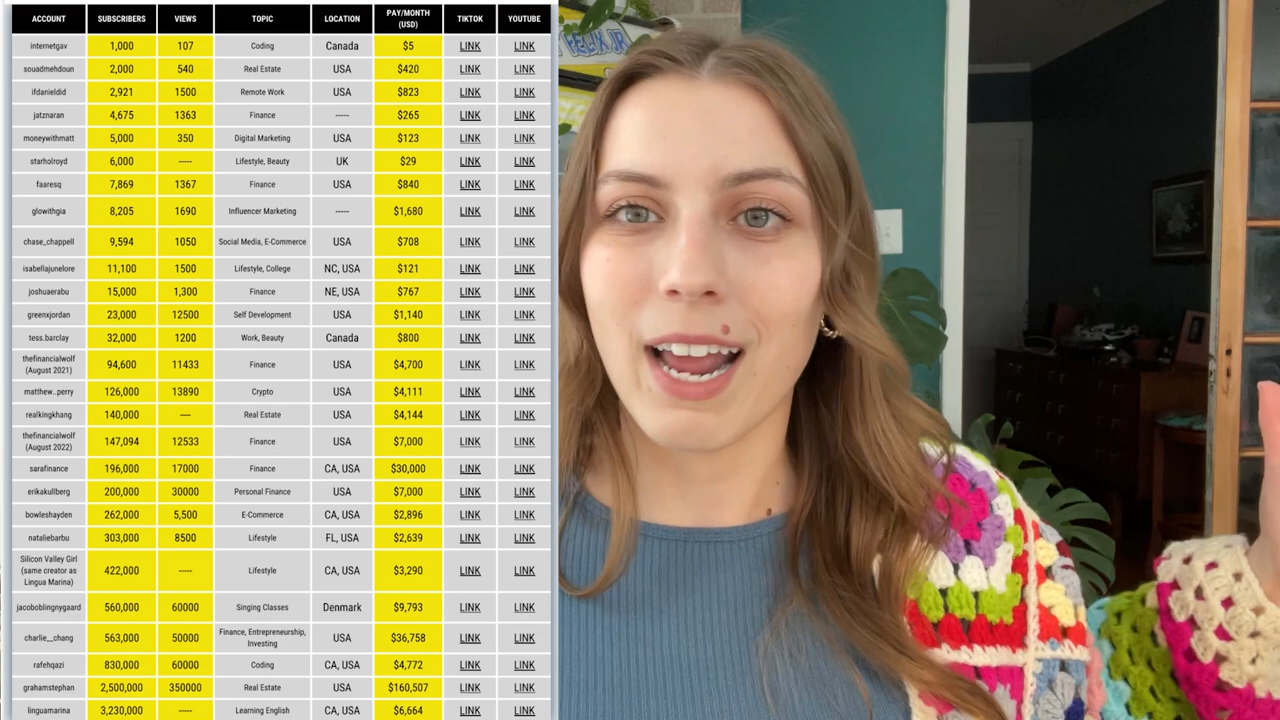 ACCOUNT SUBSCRIBERS VIEWS TOPIC LOCATION PAY/MONTH (USD) TIKTOK YOUTUBE
internetgav 1,000 107 Coding Canada $5 LINK LINK
souadmehdoun 2,000 540 Real Estate USA $420 LINK LINK
ifdanieldid 2,921 1500 Remote Work USA $823 LINK LINK
jatznaran 4,675 1363 Finance ----- $265 LINK LINK
moneywithmatt 5,000 350 Digital Marketing USA $123 LINK LINK
starholroyd 6,000 ----- Lifestyle, Beauty UK $29 LINK LINK
faaresq 7,869 1367 Finance USA $840 LINK LINK
glowithgia 8,205 1690 Influencer Marketing ----- $1,680 LINK LINK
chase_chappell 9,594 1050 Social Media, E-Commerce USA $708 LINK LINK
isabellajunelore 11,100 1500 Lifestyle, College NC, USA $121 LINK LINK
joshuaerabu 15,000 1,300 Finance NE, USA $767 LINK LINK
greenxjordan 23,000 12500 Self Development USA $1,140 LINK LINK
tess.barclay 32,000 1200 Work, Beauty Canada $800 LINK LINK
thefinancialwolf (August 2021) 94,600 11433 Finance USA $4,700 LINK LINK
matthew..perry 126,000 13890 Crypto USA $4,111 LINK LINK
realkingkhang 140,000 ---- Real Estate USA $4,144 LINK LINK
thefinancialwolf (August 2022) 147,094 12533 Finance USA $7,000 LINK LINK
sarafinance 196,000 17000 Finance CA, USA $30,000 LINK LINK
erikakullberg 200,000 30000 Personal Finance USA $7,000 LINK LINK
bowleshayden 262,000 5,500 E-Commerce CA, USA $2,896 LINK LINK
nataliebarbu 303,000 8500 Lifestyle FL, USA $2,639 LINK LINK
Silicon Valley Girl (same creator as Lingua Marina) 422,000 ----- Lifestyle CA, USA $3,290 LINK LINK
jacoboblingnygaard 560,000 60000 Singing Classes Denmark $9,793 LINK LINK
charlie__chang 563,000 50000 Finance, Entrepreneurship, Investing USA $36,758 LINK LINK
rafehqazi 830,000 60000 Coding CA, USA $4,772 LINK LINK
grahamstephan 2,500,000 350000 Real Estate USA $160,507 LINK LINK
linguamarina 3,230,000 ----- Learning English CA, USA $6,664 LINK LINK